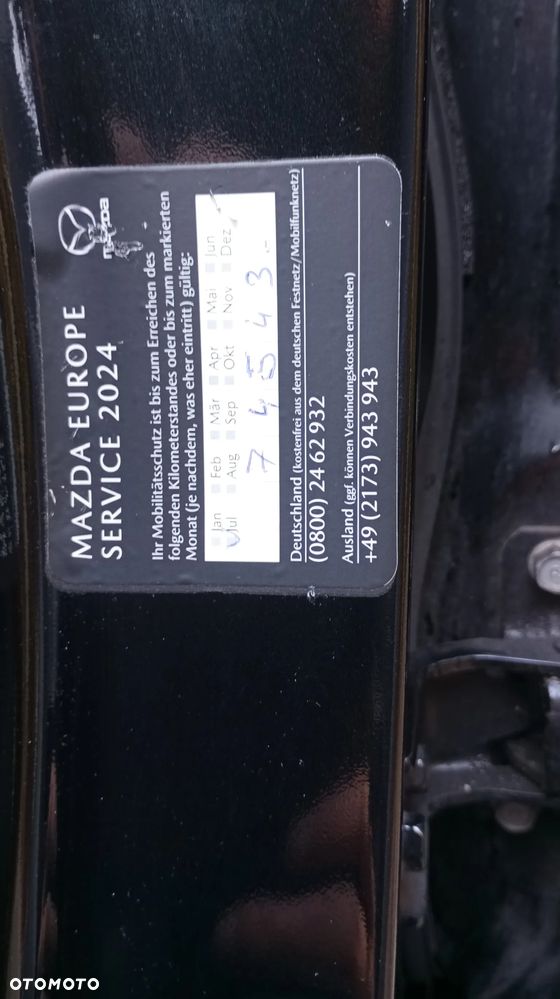 MAZDA EUROPE
SERVICE 2024
mazda
Ihr Mobilitätsschutz ist bis zum Erreichen des
folgenden Kilometerstandes oder bis zum markierten
Monat (je nachdem, was eher eintritt) gültig:
Jan Feb Mär Apr Mai Jun
Jul Aug Sep Okt Nov Dez
74543.-
Deutschland (kostenfrei aus dem deutschen Festnetz/Mobilfunknetz)
(0800) 24 62 932
Ausland (ggf. können Verbindungskosten entstehen)
+49 (2173) 943 943
OTOMOTO